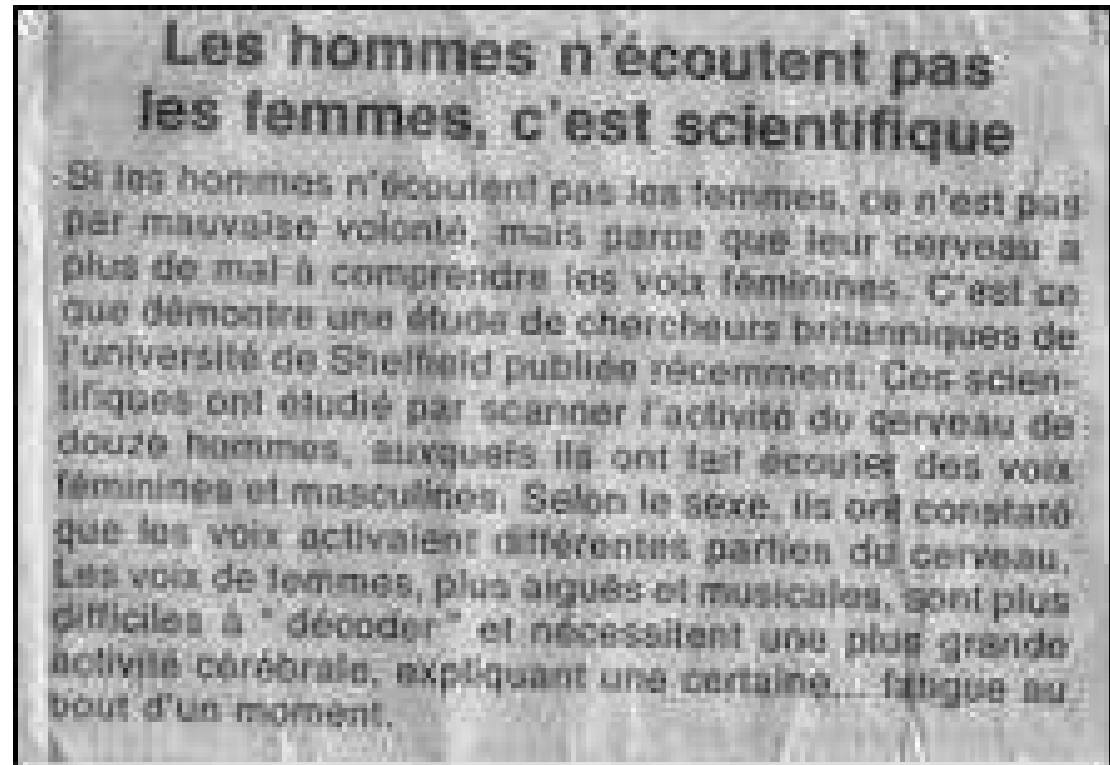 Les hommes n'écoutent pas
les femmes, c'est scientifique
Si les hommes n'écoutent pas les femmes, ce n'est pas
par mauvaise volonté, mais parce que leur cerveau a
plus de mal à comprendre les voix féminines. C'est ce
que démontre une étude de chercheurs britanniques de
l'université de Sheffield publiée récemment. Ces scien-
tifiques ont étudié par scanner l'activité du cerveau de
douze hommes, auxquels ils ont fait écouter des voix
féminines et masculines. Selon le sexe, ils ont constaté
que les voix activaient différentes parties du cerveau.
Les voix de femmes, plus aiguës et musicales, sont plus
difficiles à " décoder " et nécessitent une plus grande
activité cérébrale, expliquant une certaine... fatigue au
bout d'un moment.